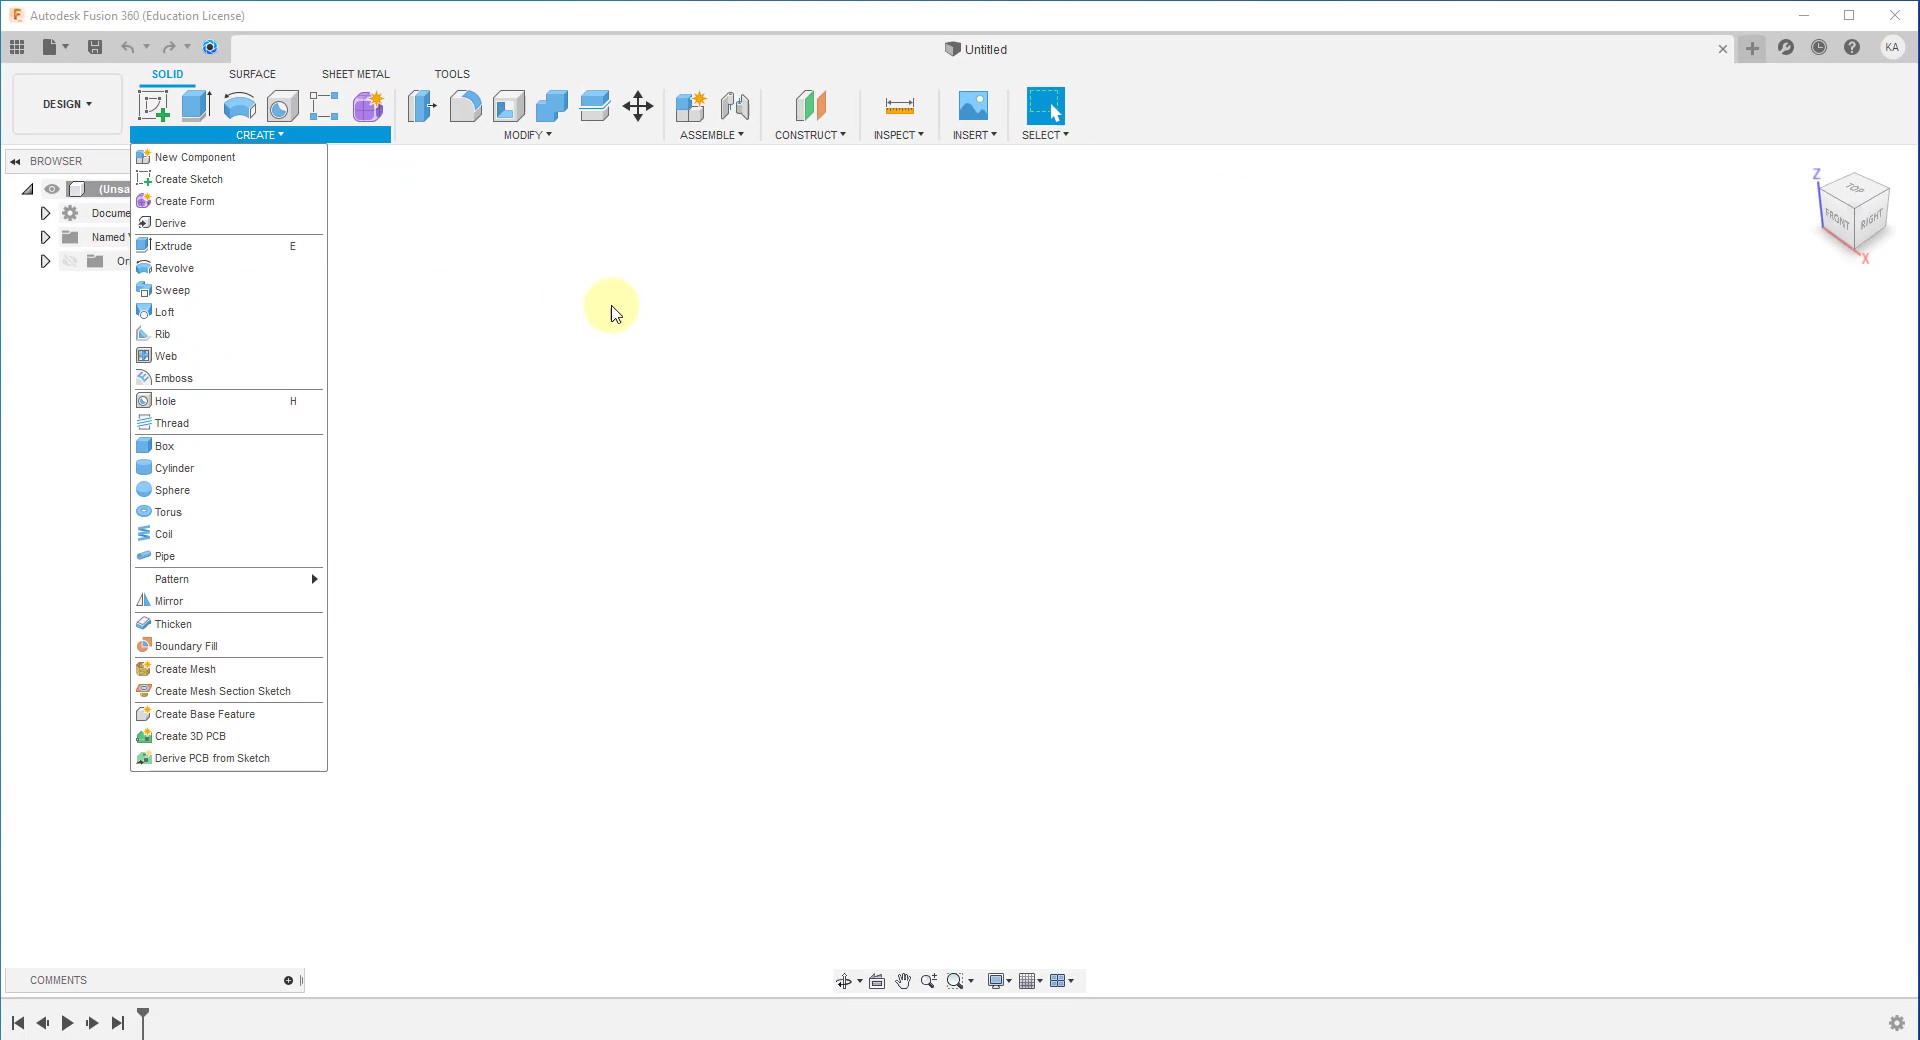 Autodesk Fusion 360 (Education License)
Untitled
KA
SOLID SURFACE SHEET METAL TOOLS
DESIGN
CREATE MODIFY ASSEMBLE CONSTRUCT INSPECT INSERT SELECT
BROWSER
(Unsa
Docume
Named V
Or
New Component
Create Sketch
Create Form
Derive
Extrude E
Revolve
Sweep
Loft
Rib
Web
Emboss
Hole H
Thread
Box
Cylinder
Sphere
Torus
Coil
Pipe
Pattern
Mirror
Thicken
Boundary Fill
Create Mesh
Create Mesh Section Sketch
Create Base Feature
Create 3D PCB
Derive PCB from Sketch
Z
TOP
FRONT RIGHT
X
COMMENTS